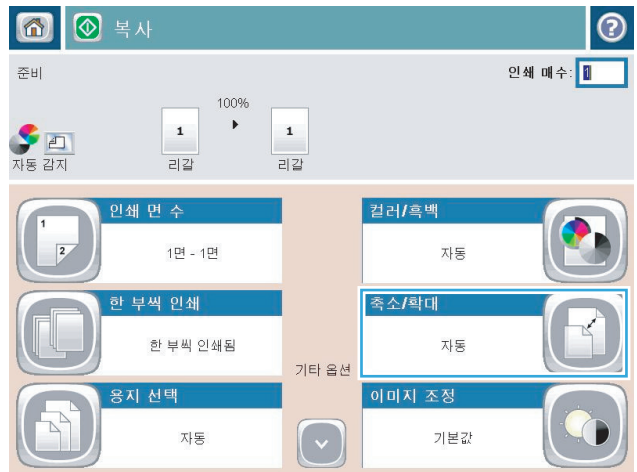 복사
준비
인쇄 매수: 1
100%
1 1
자동 감지 리갈 리갈
인쇄 면 수
1
2
1면 - 1면
컬러/흑백
자동
한 부씩 인쇄
한 부씩 인쇄됨
축소/확대
자동
기타 옵션
용지 선택
자동
이미지 조정
기본값